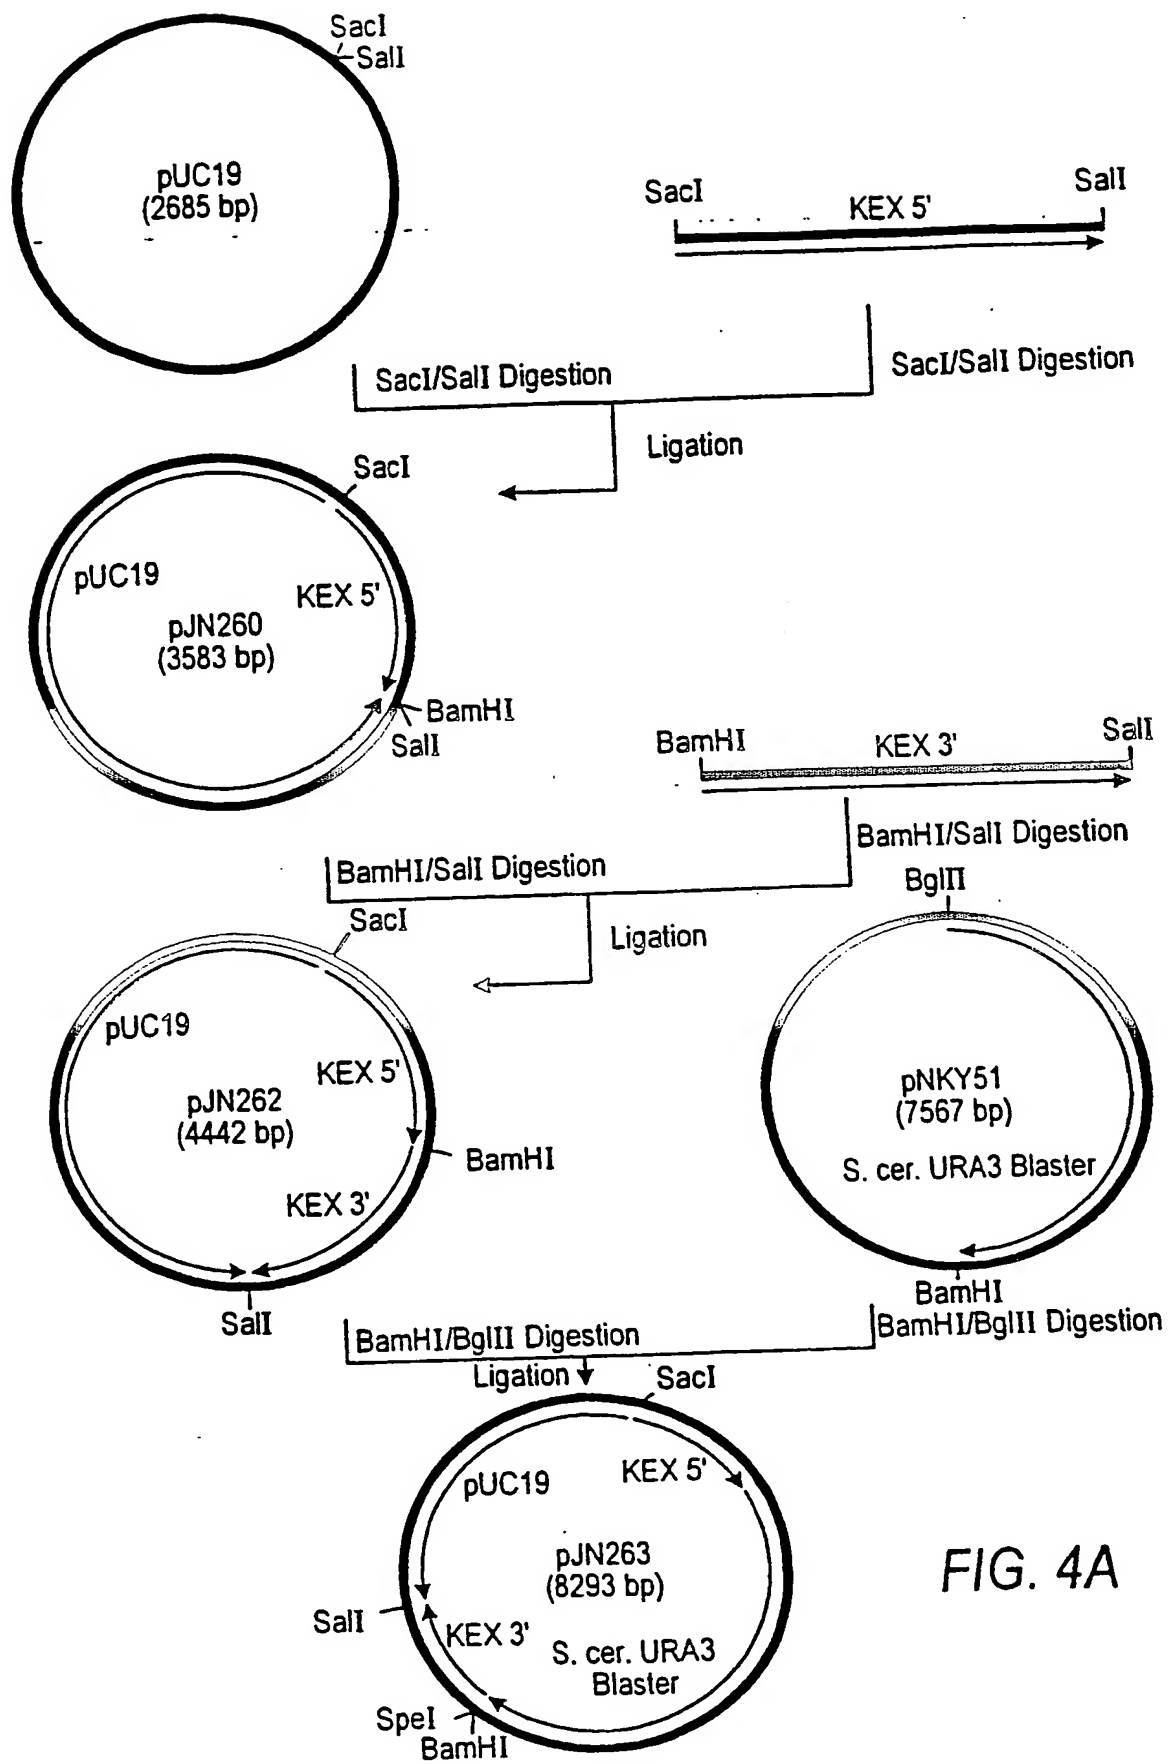 SacI
SalI
pUC19
(2685 bp)
SacI
KEX 5'
SalI
SacI/SalI Digestion
SacI/SalI Digestion
Ligation
SacI
pUC19
KEX 5'
pJN260
(3583 bp)
BamHI
SalI
BamHI
KEX 3'
SalI
BamHI/SalI Digestion
BamHI/SalI Digestion
Ligation
SacI
pUC19
KEX 5'
pJN262
(4442 bp)
BamHI
KEX 3'
SalI
BglII
pNKY51
(7567 bp)
S. cer. URA3 Blaster
BamHI
BamHI/BglII Digestion
BamHI/BglII Digestion
Ligation
SacI
KEX 5'
pUC19
pJN263
(8293 bp)
SalI
KEX 3'
S. cer. URA3
Blaster
SpeI
BamHI
FIG. 4A